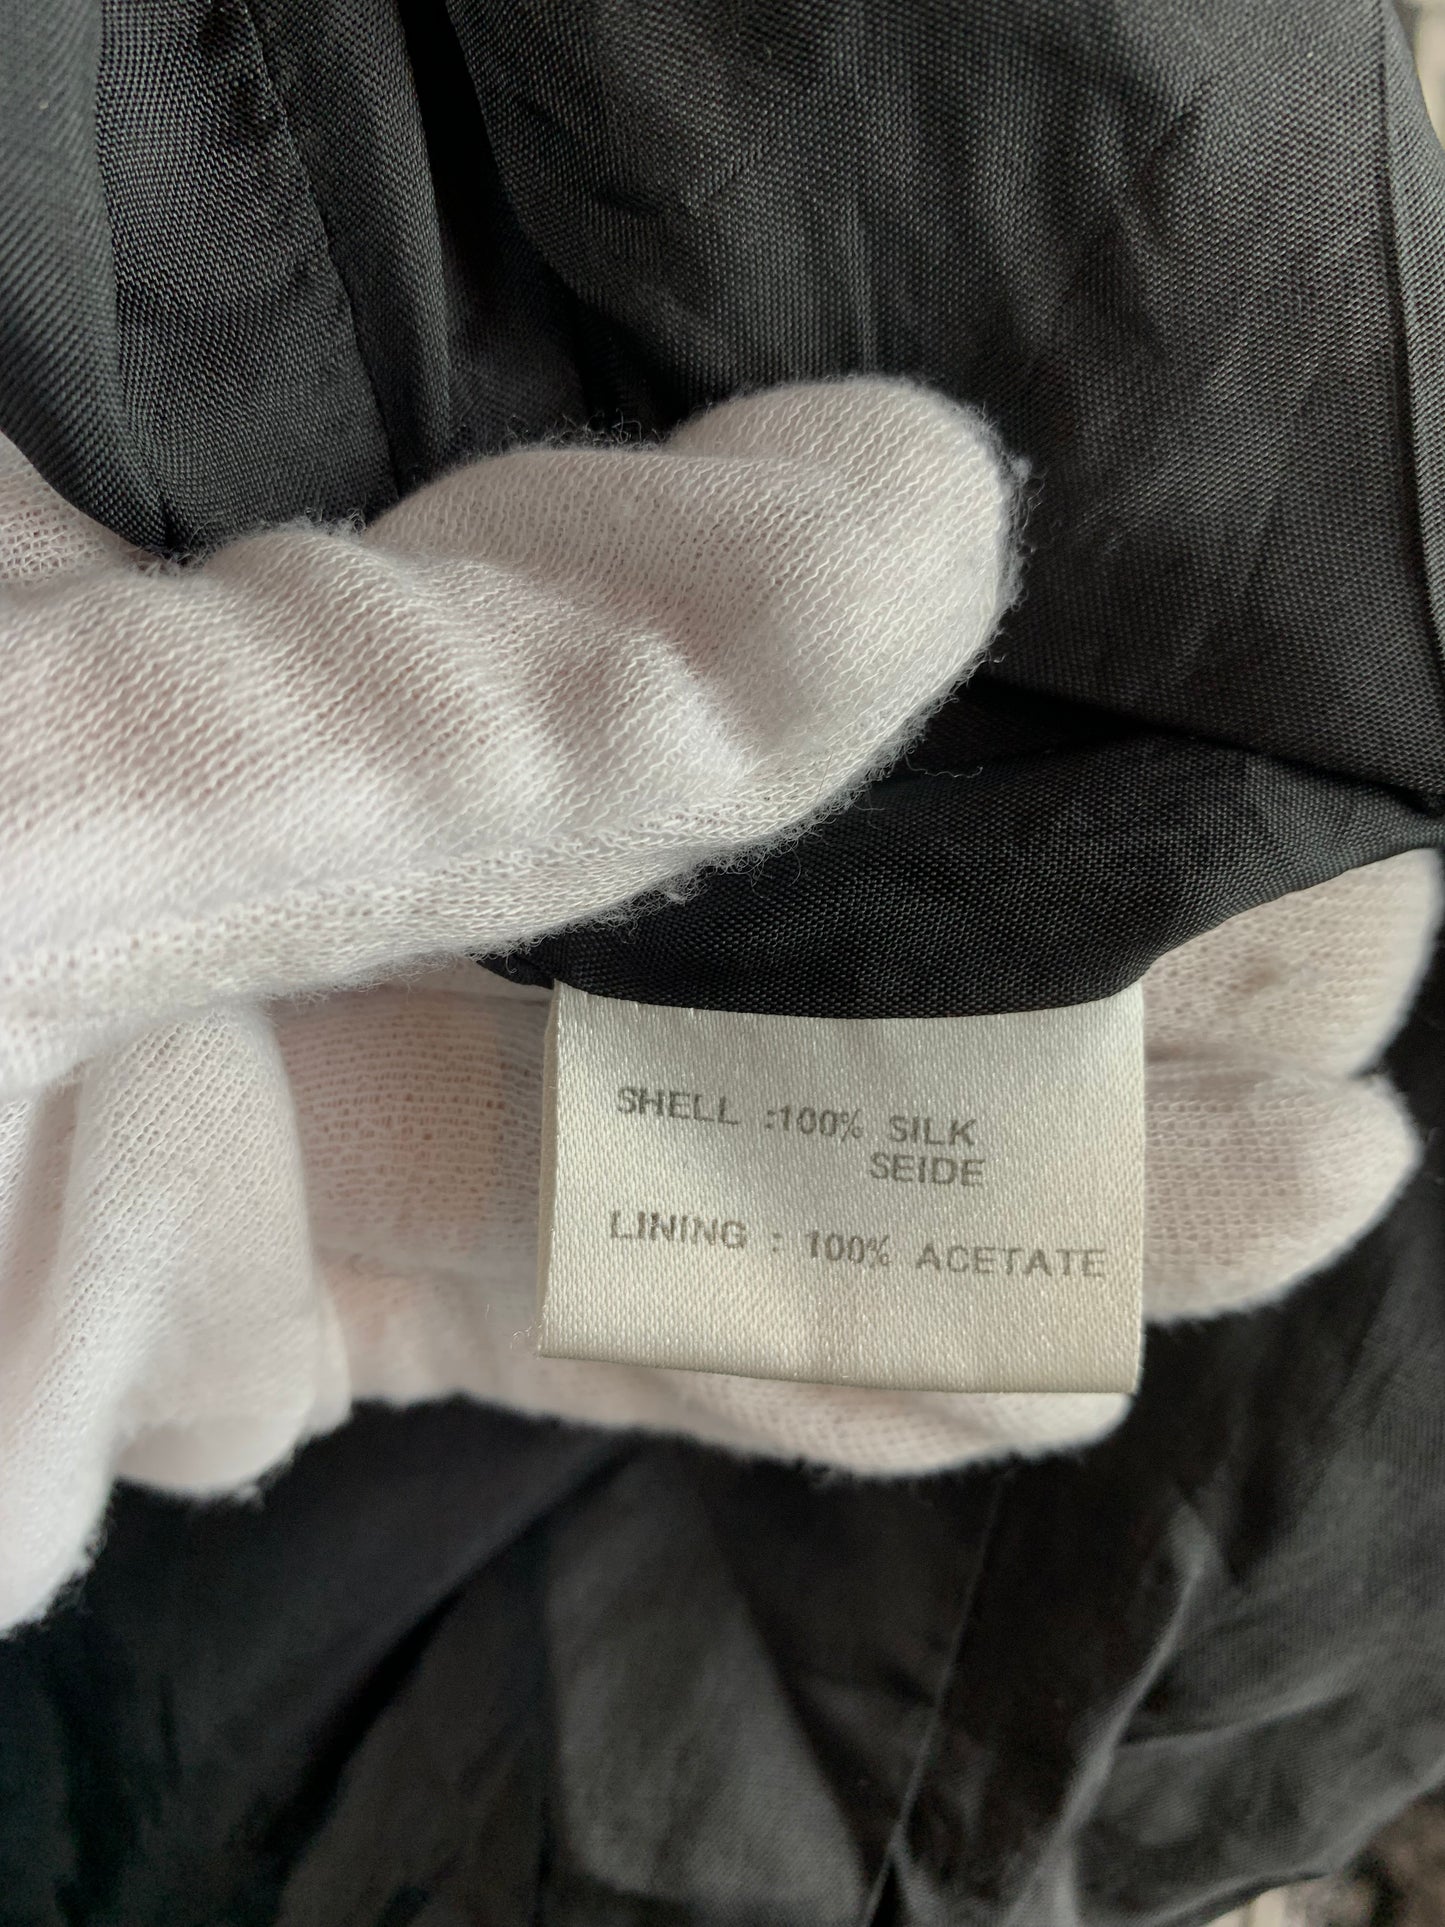 SHELL :100% SILK
SEIDE
LINING : 100% ACETATE